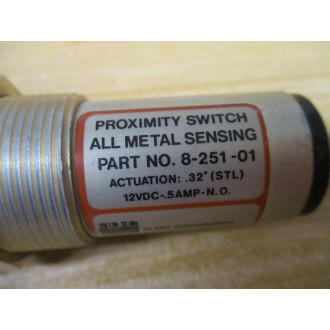 PROXIMITY SWITCH
ALL METAL SENSING
PART NO. 8-251-01
ACTUATION: .32" (STL)
12VDC-.5AMP-N.O.